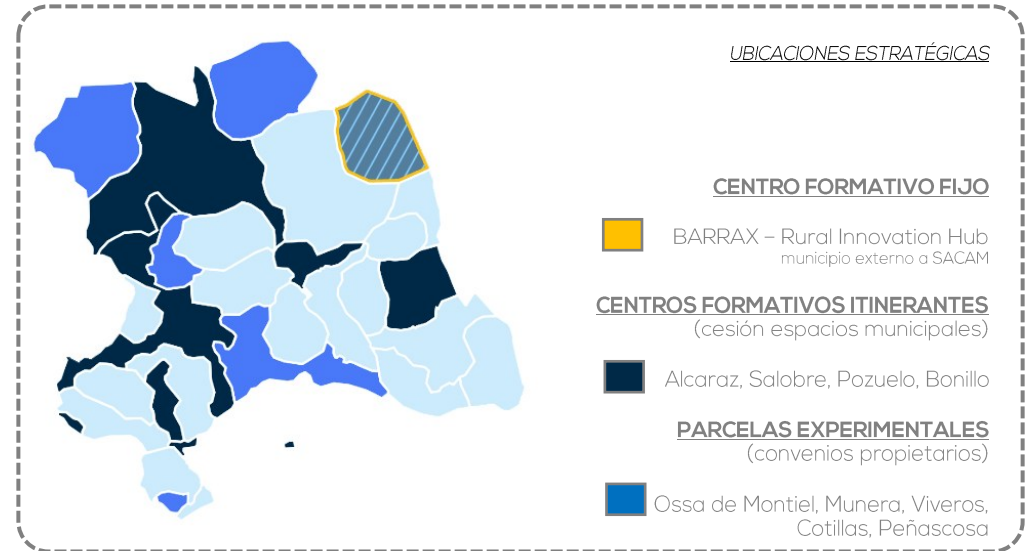 UBICACIONES ESTRATÉGICAS
CENTRO FORMATIVO FIJO
BARRAX – Rural Innovation Hub
municipio externo a SACAM
CENTROS FORMATIVOS ITINERANTES
(cesión espacios municipales)
Alcaraz, Salobre, Pozuelo, Bonillo
PARCELAS EXPERIMENTALES
(convenios propietarios)
Ossa de Montiel, Munera, Viveros,
Cotillas, Peñascosa